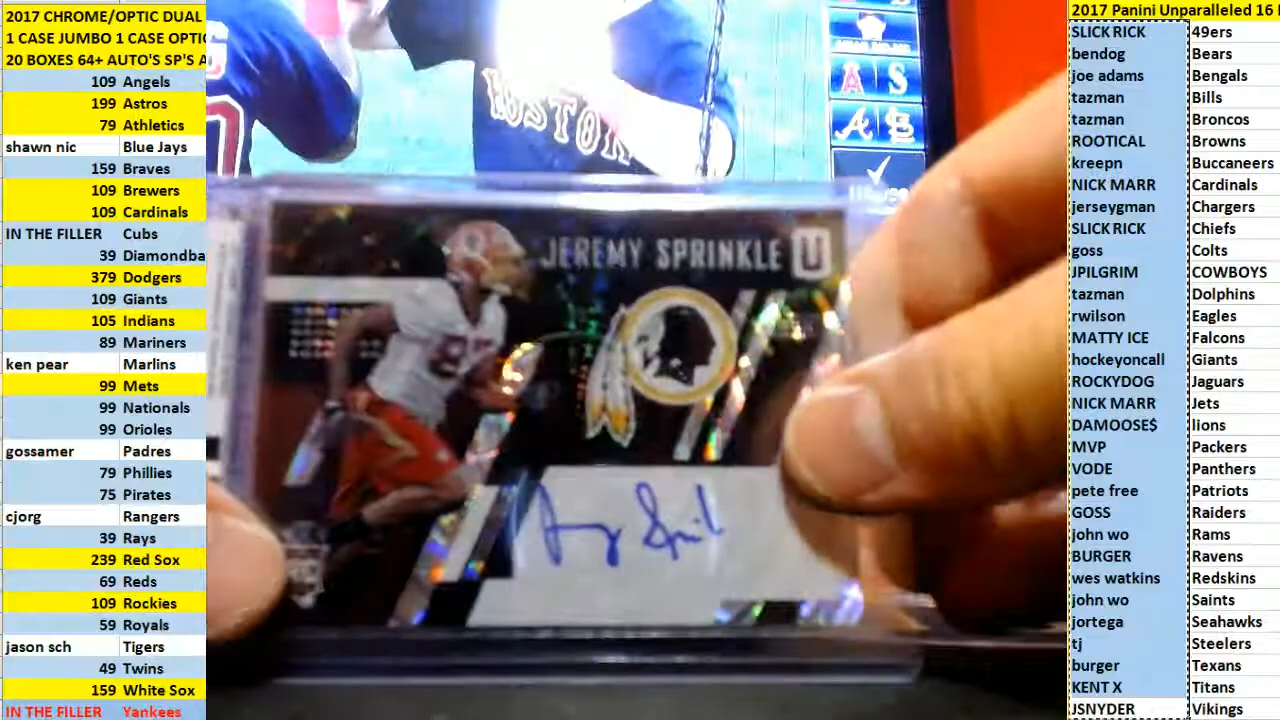 2017 CHROME/OPTIC DUAL
1 CASE JUMBO 1 CASE OPTIC
20 BOXES 64+ AUTO'S SP'S A
109 Angels
199 Astros
79 Athletics
shawn nic Blue Jays
159 Braves
109 Brewers
109 Cardinals
IN THE FILLER Cubs
39 Diamondba
379 Dodgers
109 Giants
105 Indians
89 Mariners
ken pear Marlins
99 Mets
99 Nationals
99 Orioles
gossamer Padres
79 Phillies
75 Pirates
cjorg Rangers
39 Rays
239 Red Sox
69 Reds
109 Rockies
59 Royals
jason sch Tigers
49 Twins
159 White Sox
IN THE FILLER Yankees
A S
A B
JEREMY SPRINKLE U
2017 Panini Unparalleled 16
SLICK RICK 49ers
bendog Bears
joe adams Bengals
tazman Bills
tazman Broncos
ROOTICAL Browns
kreepn Buccaneers
NICK MARR Cardinals
jerseygman Chargers
SLICK RICK Chiefs
goss Colts
JPILGRIM COWBOYS
tazman Dolphins
rwilson Eagles
MATTY ICE Falcons
hockeyoncall Giants
ROCKYDOG Jaguars
NICK MARR Jets
DAMOOSE$ lions
MVP Packers
VODE Panthers
pete free Patriots
GOSS Raiders
john wo Rams
BURGER Ravens
wes watkins Redskins
john wo Saints
jortega Seahawks
tj Steelers
burger Texans
KENT X Titans
JSNYDER Vikings